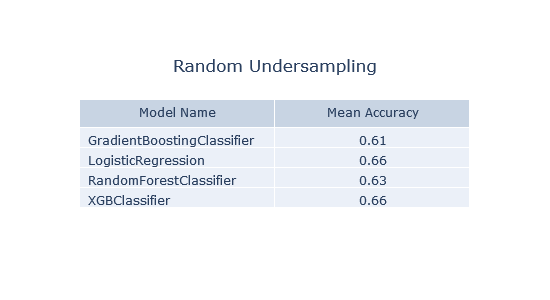 Random Undersampling
Model Name Mean Accuracy
GradientBoostingClassifier 0.61
LogisticRegression 0.66
RandomForestClassifier 0.63
XGBClassifier 0.66